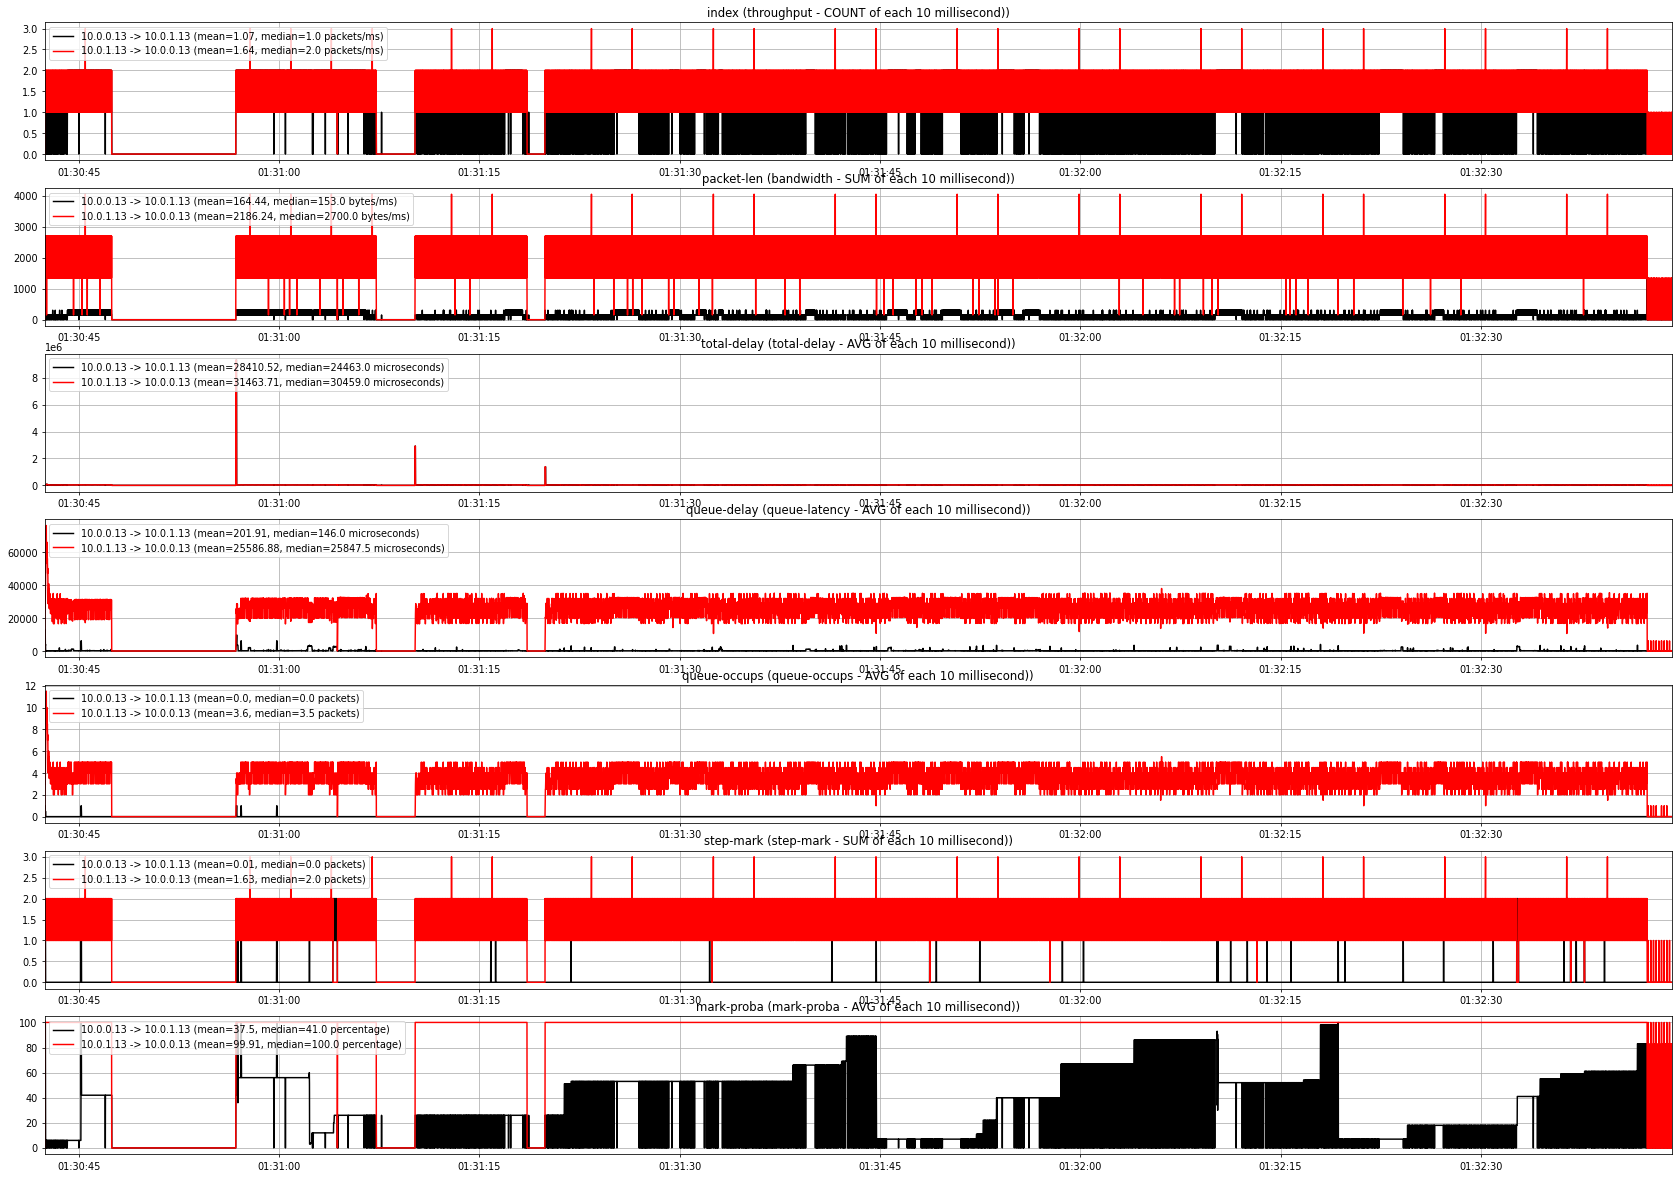 index (throughput - COUNT of each 10 millisecond))
10.0.0.13 -> 10.0.1.13 (mean=1.07, median=1.0 packets/ms)
10.0.1.13 -> 10.0.0.13 (mean=1.64, median=2.0 packets/ms)
3.0
2.5
2.0
1.5
1.0
0.5
0.0
01:30:45 01:31:00 01:31:15 01:31:30 01:31:45 01:32:00 01:32:15 01:32:30
packet-len (bandwidth - SUM of each 10 millisecond))
10.0.0.13 -> 10.0.1.13 (mean=164.44, median=153.0 bytes/ms)
10.0.1.13 -> 10.0.0.13 (mean=2186.24, median=2700.0 bytes/ms)
4000
3000
2000
1000
0
01:30:45 01:31:00 01:31:15 01:31:30 01:31:45 01:32:00 01:32:15 01:32:30
total-delay (total-delay - AVG of each 10 millisecond))
1e6
10.0.0.13 -> 10.0.1.13 (mean=28410.52, median=24463.0 microseconds)
10.0.1.13 -> 10.0.0.13 (mean=31463.71, median=30459.0 microseconds)
8
6
4
2
0
01:30:45 01:31:00 01:31:15 01:31:30 01:31:45 01:32:00 01:32:15 01:32:30
queue-delay (queue-latency - AVG of each 10 millisecond))
10.0.0.13 -> 10.0.1.13 (mean=201.91, median=146.0 microseconds)
10.0.1.13 -> 10.0.0.13 (mean=25586.88, median=25847.5 microseconds)
60000
40000
20000
0
01:30:45 01:31:00 01:31:15 01:31:30 01:31:45 01:32:00 01:32:15 01:32:30
queue-occups (queue-occups - AVG of each 10 millisecond))
10.0.0.13 -> 10.0.1.13 (mean=0.0, median=0.0 packets)
10.0.1.13 -> 10.0.0.13 (mean=3.6, median=3.5 packets)
12
10
8
6
4
2
0
01:30:45 01:31:00 01:31:15 01:31:30 01:31:45 01:32:00 01:32:15 01:32:30
step-mark (step-mark - SUM of each 10 millisecond))
10.0.0.13 -> 10.0.1.13 (mean=0.01, median=0.0 packets)
10.0.1.13 -> 10.0.0.13 (mean=1.63, median=2.0 packets)
3.0
2.5
2.0
1.5
1.0
0.5
0.0
01:30:45 01:31:00 01:31:15 01:31:30 01:31:45 01:32:00 01:32:15 01:32:30
mark-proba (mark-proba - AVG of each 10 millisecond))
10.0.0.13 -> 10.0.1.13 (mean=37.5, median=41.0 percentage)
10.0.1.13 -> 10.0.0.13 (mean=99.91, median=100.0 percentage)
100
80
60
40
20
0
01:30:45 01:31:00 01:31:15 01:31:30 01:31:45 01:32:00 01:32:15 01:32:30